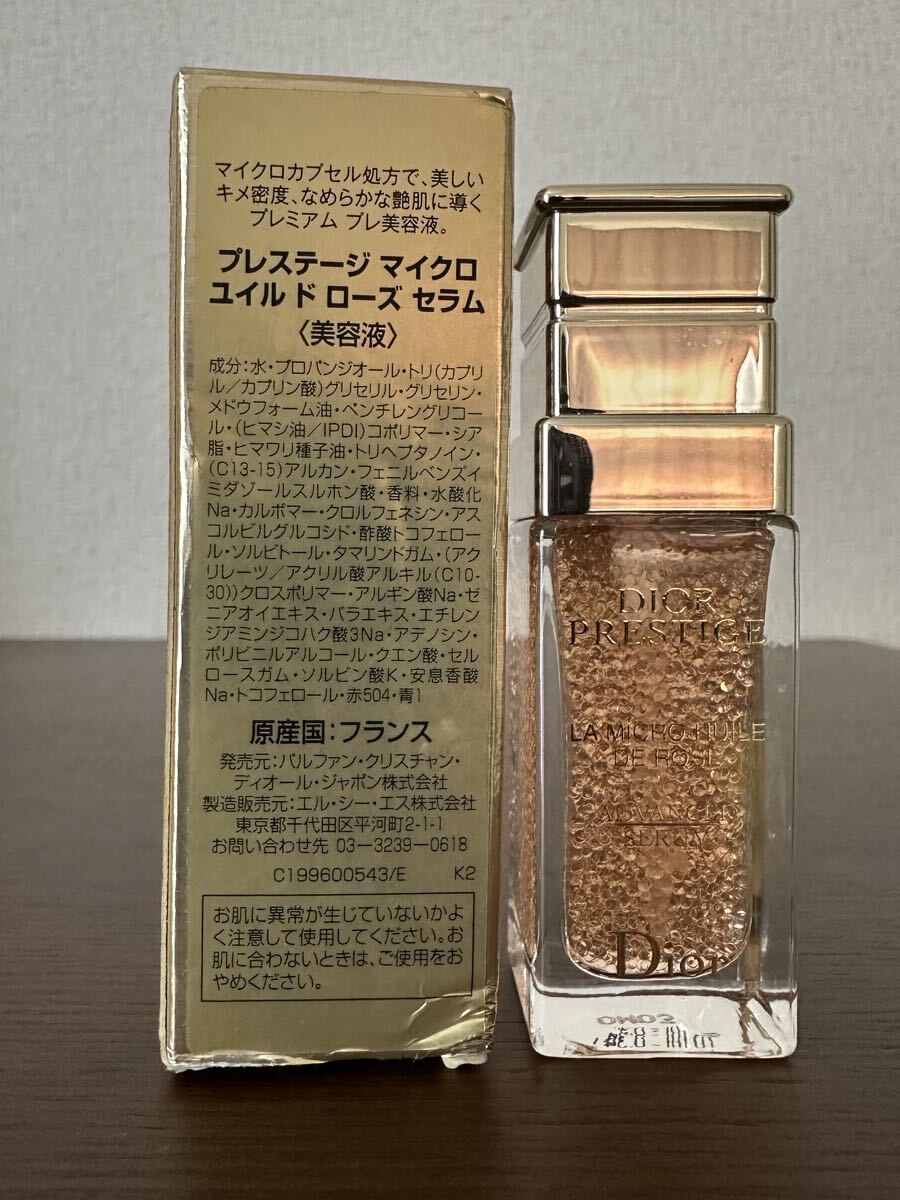 マイクロカプセル処方で、美しい
キメ密度、なめらかな艶肌に導く
プレミアム プレ美容液。
プレステージ マイクロ
ユイル ド ローズ セラム
〈美容液〉
成分:水・プロパンジオール・トリ(カプリ
ル/カプリン酸)グリセリル・グリセリン・
メドウフォーム油・ペンチレングリコー
ル・(ヒマシ油/IPDI)コポリマー・シア
脂・ヒマワリ種子油・トリヘプタノイン・
(C13-15)アルカン・フェニルベンズイ
ミダゾールスルホン酸・香料・水酸化
Na・カルボマー・クロルフェネシン・アス
コルビルグルコシド・酢酸トコフェロー
ル・ソルビトール・タマリンドガム・(アク
リレーツ/アクリル酸アルキル(C10-
30))クロスポリマー・アルギン酸Na・ゼ
ニアオイエキス・バラエキス・エチレン
ジアミンジコハク酸3Na・アデノシン・
ポリビニルアルコール・クエン酸・セル
ロースガム・ソルビン酸K・安息香酸
Na・トコフェロール・赤504・青1
原産国:フランス
発売元:パルファン・クリスチャン・
ディオール・ジャポン株式会社
製造販売元:エル・シー・エス株式会社
東京都千代田区平河町2-1-1
お問い合わせ先 03-3239-0618
C199600543/E K2
お肌に異常が生じていないかよ
く注意して使用してください。お
肌に合わないときは、ご使用をお
やめください。
DIOR
PRESTIGE
LA MICRO-HUILE
DE ROSE
ADVANCED
SERUM
Dior